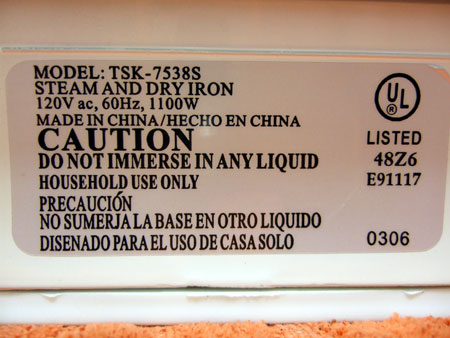 MODEL: TSK-7538S
STEAM AND DRY IRON
120V ac, 60Hz, 1100W
MADE IN CHINA/HECHO EN CHINA
CAUTION
DO NOT IMMERSE IN ANY LIQUID
HOUSEHOLD USE ONLY
PRECAUCIÓN
NO SUMERJA LA BASE EN OTRO LIQUIDO
DISENADO PARA EL USO DE CASA SOLO
UL
LISTED
48Z6
E91117
0306